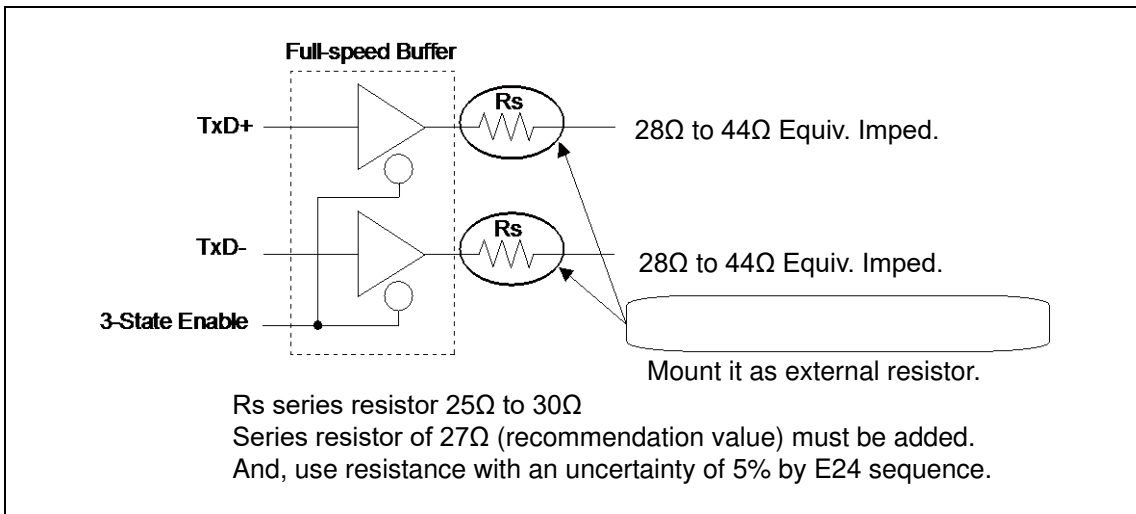 Full-speed Buffer
Rs
TxD+
28Ω to 44Ω Equiv. Imped.
Rs
TxD-
28Ω to 44Ω Equiv. Imped.
3-State Enable
Mount it as external resistor.
Rs series resistor 25Ω to 30Ω
Series resistor of 27Ω (recommendation value) must be added.
And, use resistance with an uncertainty of 5% by E24 sequence.